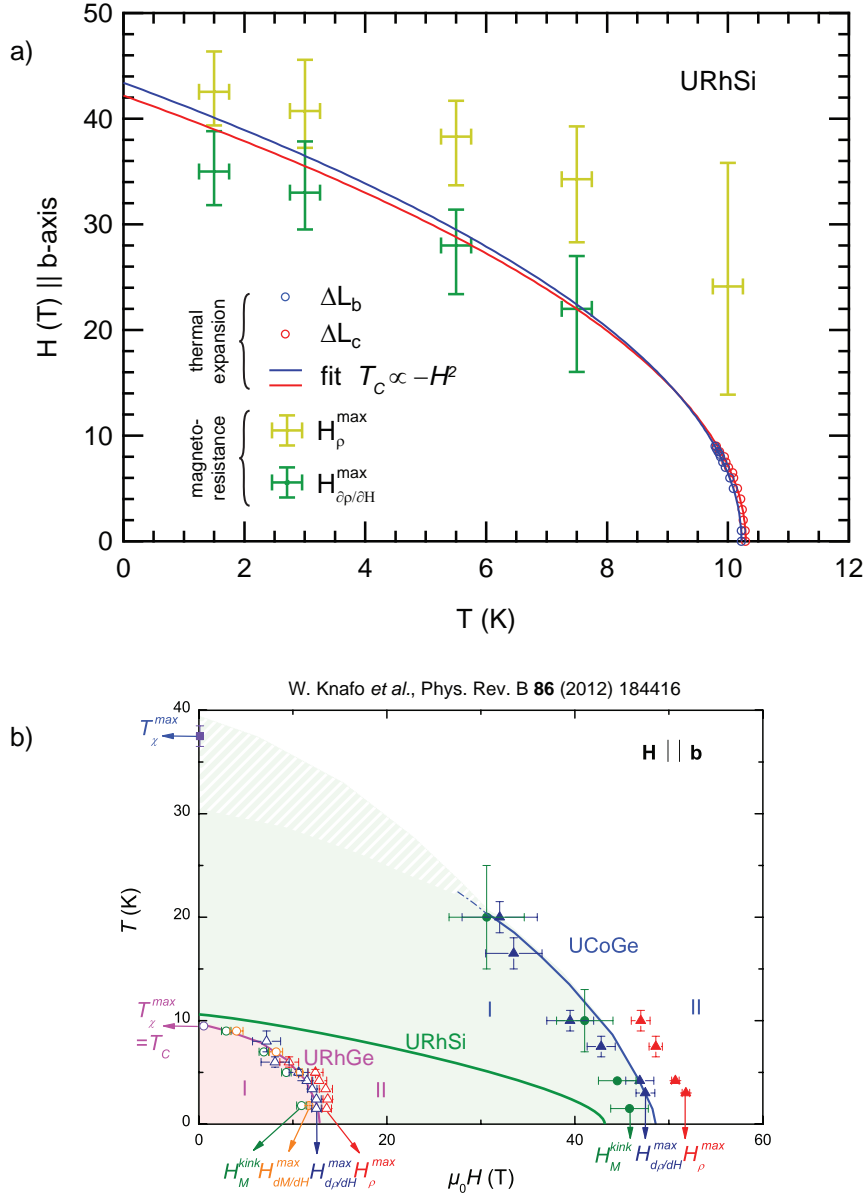 a)
URhSi
50
40
30
20
10
0
H (T) || b-axis
thermal expansion
ΔL_b
ΔL_c
fit T_C ∝ −H²
magneto-resistance
H_ρ^max
H_∂ρ/∂H^max
0 2 4 6 8 10 12
T (K)
W. Knafo et al., Phys. Rev. B 86 (2012) 184416
b)
H || b
40
30
20
10
0
T (K)
T_χ^max
T_χ^max
=T_C
UCoGe
I
II
URhSi
URhGe
I
II
H_M^kink H_dM/dH^max H_dρ/dH^max H_ρ^max
H_M^kink H_dρ/dH^max H_ρ^max
0 20 40 60
μ₀H (T)